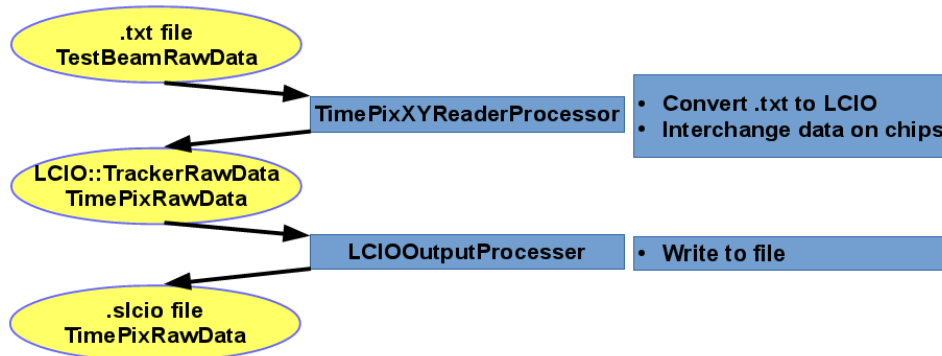 .txt file
TestBeamRawData
TimePixXYReaderProcessor
• Convert .txt to LCIO
• Interchange data on chips
LCIO::TrackerRawData
TimePixRawData
LCIOOutputProcesser
• Write to file
.slcio file
TimePixRawData